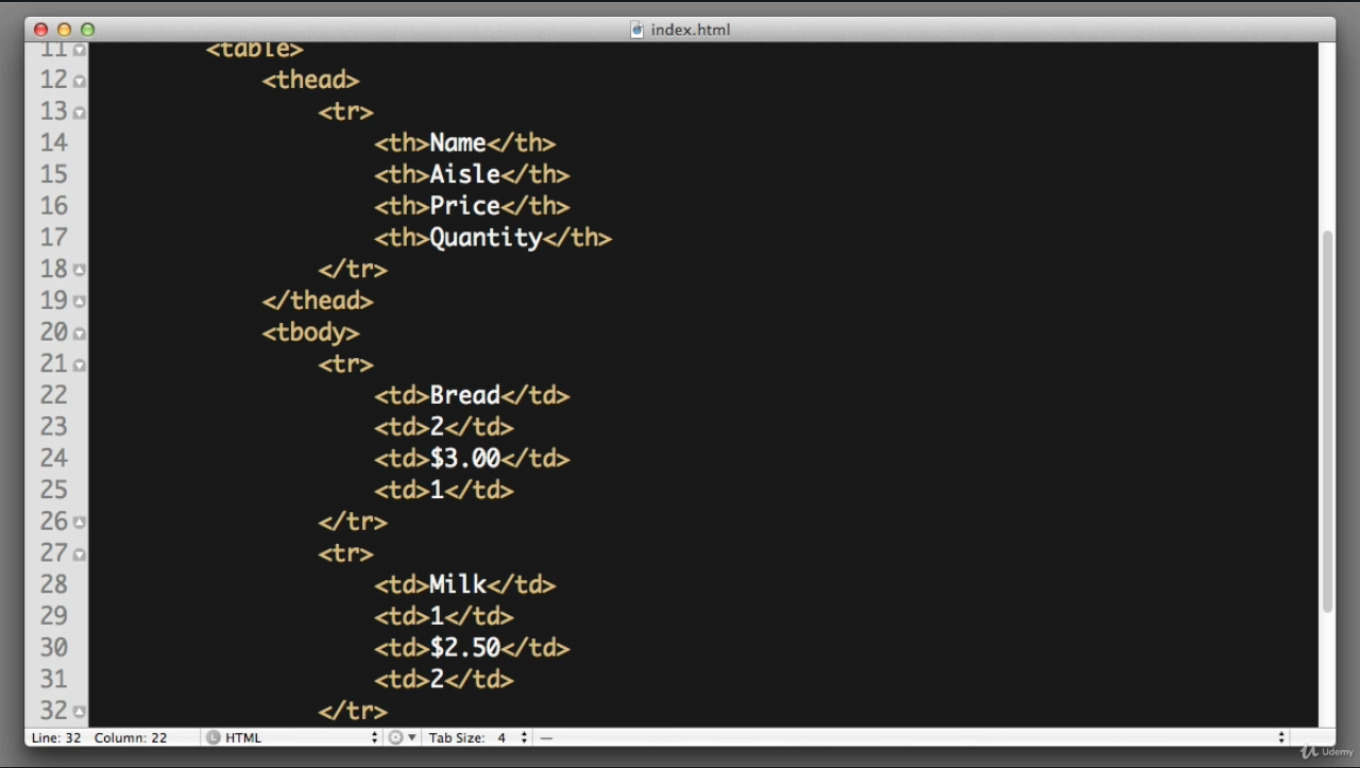 index.html
11 <table>
12 <thead>
13 <tr>
14 <th>Name</th>
15 <th>Aisle</th>
16 <th>Price</th>
17 <th>Quantity</th>
18 </tr>
19 </thead>
20 <tbody>
21 <tr>
22 <td>Bread</td>
23 <td>2</td>
24 <td>$3.00</td>
25 <td>1</td>
26 </tr>
27 <tr>
28 <td>Milk</td>
29 <td>1</td>
30 <td>$2.50</td>
31 <td>2</td>
32 </tr>
Line: 32 Column: 22 L HTML Tab Size: 4 —
Udemy